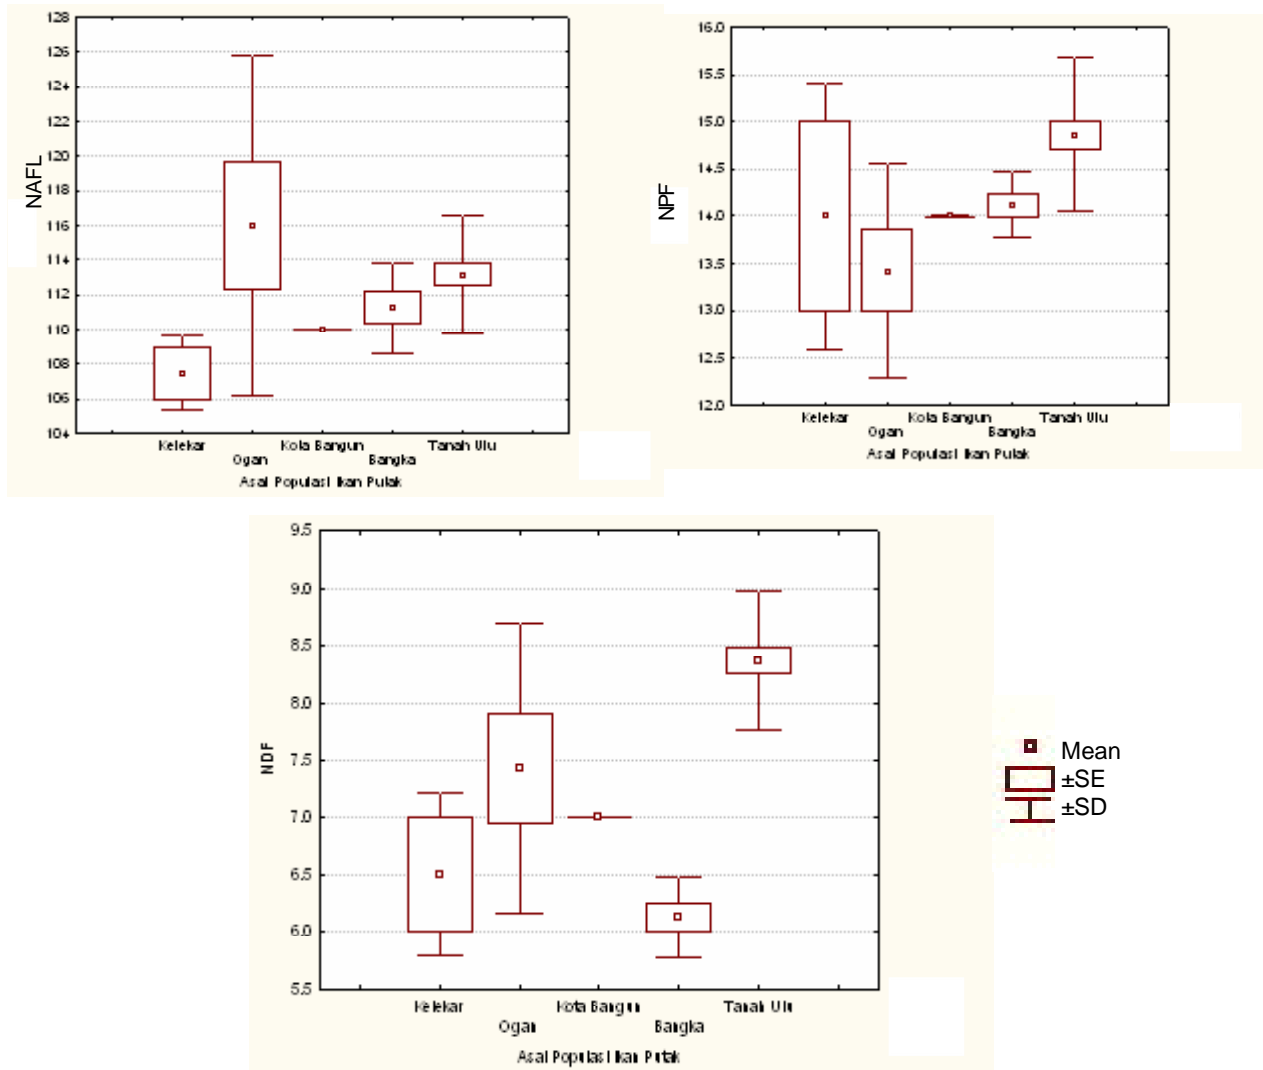 128
126
124
122
120
118
116
114
112
110
108
106
104
NAFL
Kelekar
Ogan
Kota Bangun
Bangka
Tanah Ulu
Asal Populasi Ikan Putak
16.0
15.5
15.0
14.5
14.0
13.5
13.0
12.5
12.0
NPF
Kelekar
Ogan
Kota Bangun
Bangka
Tanah Ulu
Asal Populasi Ikan Putak
9.5
9.0
8.5
8.0
7.5
7.0
6.5
6.0
5.5
NDF
Kelekar
Ogan
Kota Bangun
Bangka
Tanah Ulu
Asal Populasi Ikan Putak
Mean
±SE
±SD